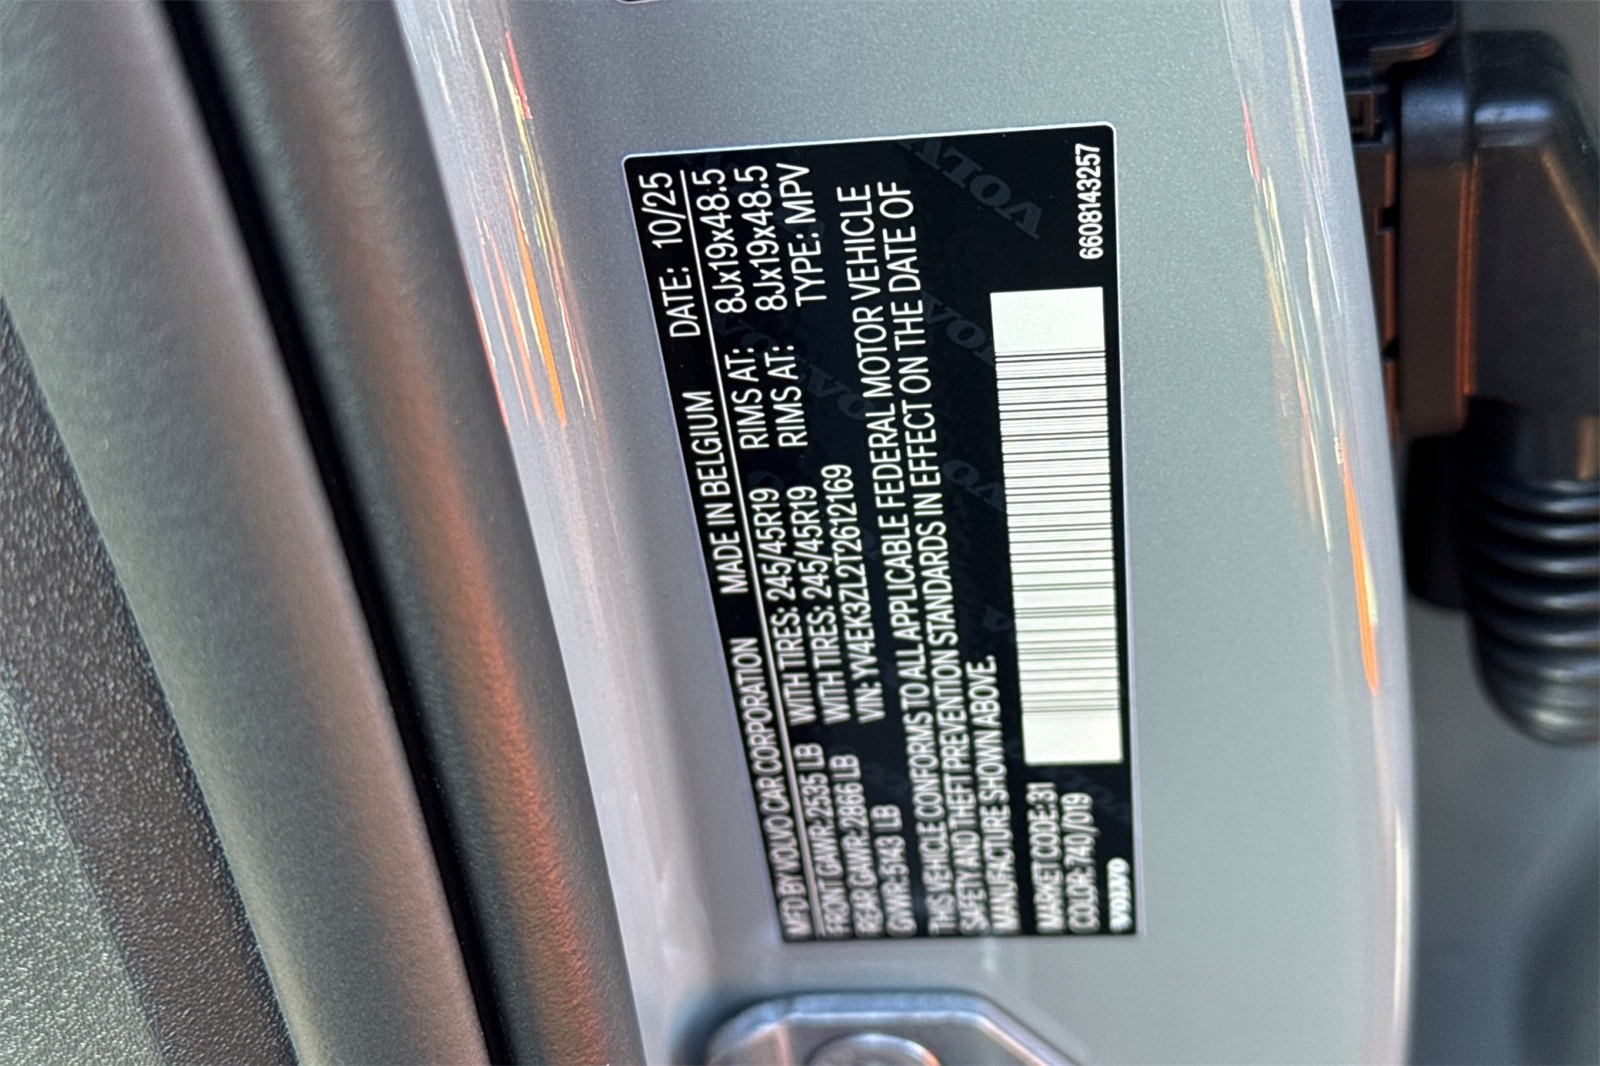 MFD BY VOLVO CAR CORPORATION MADE IN BELGIUM DATE: 10/25
FRONT GAWR: 2535 LB WITH TIRES: 245/45R19 RIMS AT: 8Jx19x48.5
REAR GAWR: 2866 LB WITH TIRES: 245/45R19 RIMS AT: 8Jx19x48.5
GVWR: 5143 LB VIN: YV4EK3ZL2T2612169 TYPE: MPV
THIS VEHICLE CONFORMS TO ALL APPLICABLE FEDERAL MOTOR VEHICLE
SAFETY AND THEFT PREVENTION STANDARDS IN EFFECT ON THE DATE OF
MANUFACTURE SHOWN ABOVE.
MARKET CODE: 31
COLOR: 740/019
VOLVO 6608143257